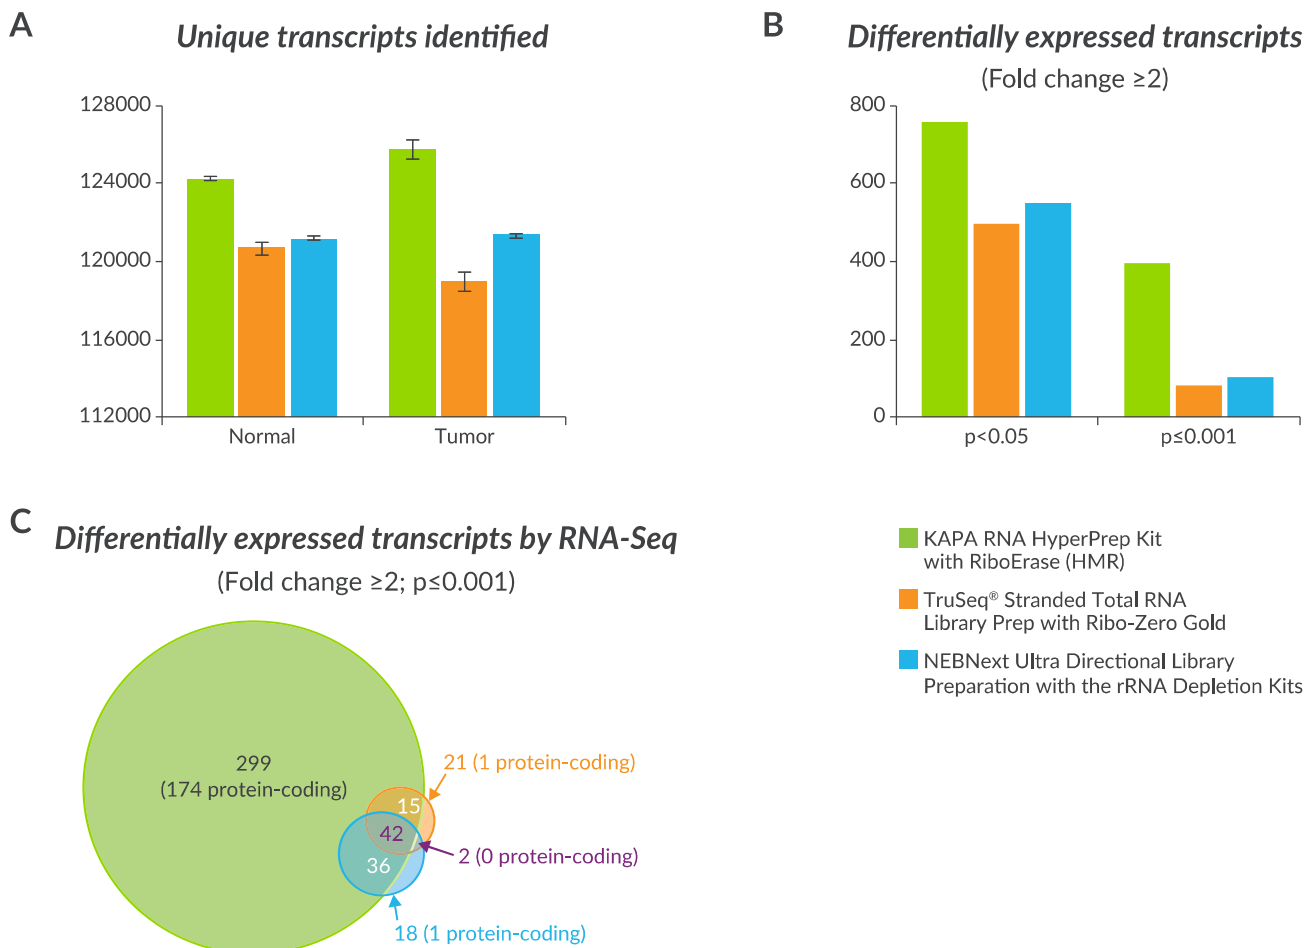 A
Unique transcripts identified
128000
124000
120000
116000
112000
Normal
Tumor
B
Differentially expressed transcripts
(Fold change ≥2)
800
600
400
200
0
p<0.05
p≤0.001
C
Differentially expressed transcripts by RNA-Seq
(Fold change ≥2; p≤0.001)
299
(174 protein-coding)
21 (1 protein-coding)
15
42
2 (0 protein-coding)
36
18 (1 protein-coding)
KAPA RNA HyperPrep Kit
with RiboErase (HMR)
TruSeq® Stranded Total RNA
Library Prep with Ribo-Zero Gold
NEBNext Ultra Directional Library
Preparation with the rRNA Depletion Kits